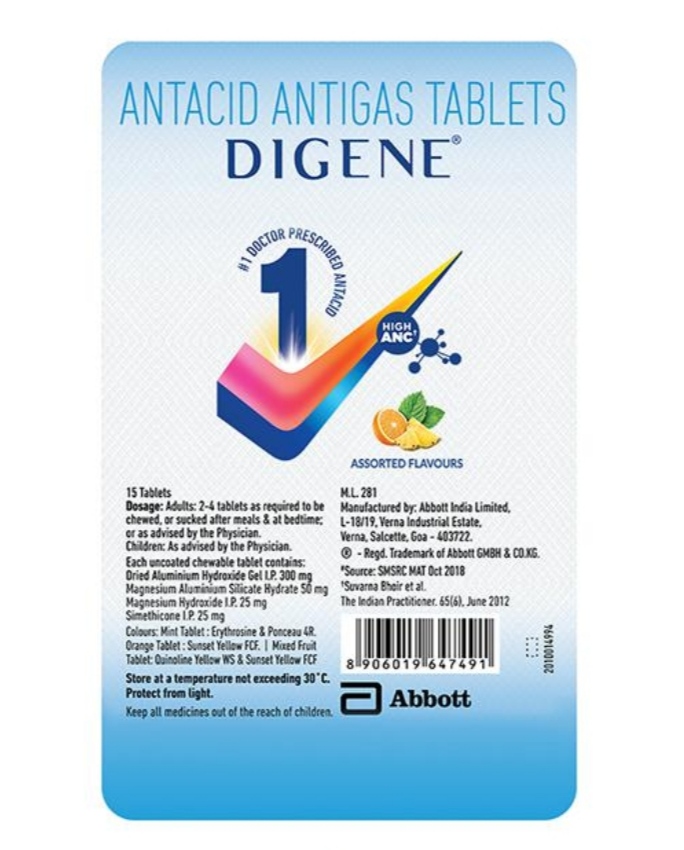 ANTACID ANTIGAS TABLETS
DIGENE®
#1 DOCTOR PRESCRIBED ANTACID
1
HIGH
ANC†
ASSORTED FLAVOURS
15 Tablets
Dosage: Adults: 2-4 tablets as required to be
chewed, or sucked after meals & at bedtime;
or as advised by the Physician.
Children: As advised by the Physician.
Each uncoated chewable tablet contains:
Dried Aluminium Hydroxide Gel I.P. 300 mg
Magnesium Aluminium Silicate Hydrate 50 mg
Magnesium Hydroxide I.P. 25 mg
Simethicone I.P. 25 mg
Colours: Mint Tablet : Erythrosine & Ponceau 4R.
Orange Tablet : Sunset Yellow FCF. | Mixed Fruit
Tablet: Quinoline Yellow WS & Sunset Yellow FCF
Store at a temperature not exceeding 30°C.
Protect from light.
Keep all medicines out of the reach of children.
M.L. 281
Manufactured by: Abbott India Limited,
L-18/19, Verna Industrial Estate,
Verna, Salcette, Goa - 403722.
® - Regd. Trademark of Abbott GMBH & CO.KG.
#Source: SMSRC MAT Oct 2018
†Suvarna Bhoir et al.
The Indian Practitioner. 65(6), June 2012
8 906019 647491
2010014994
Abbott